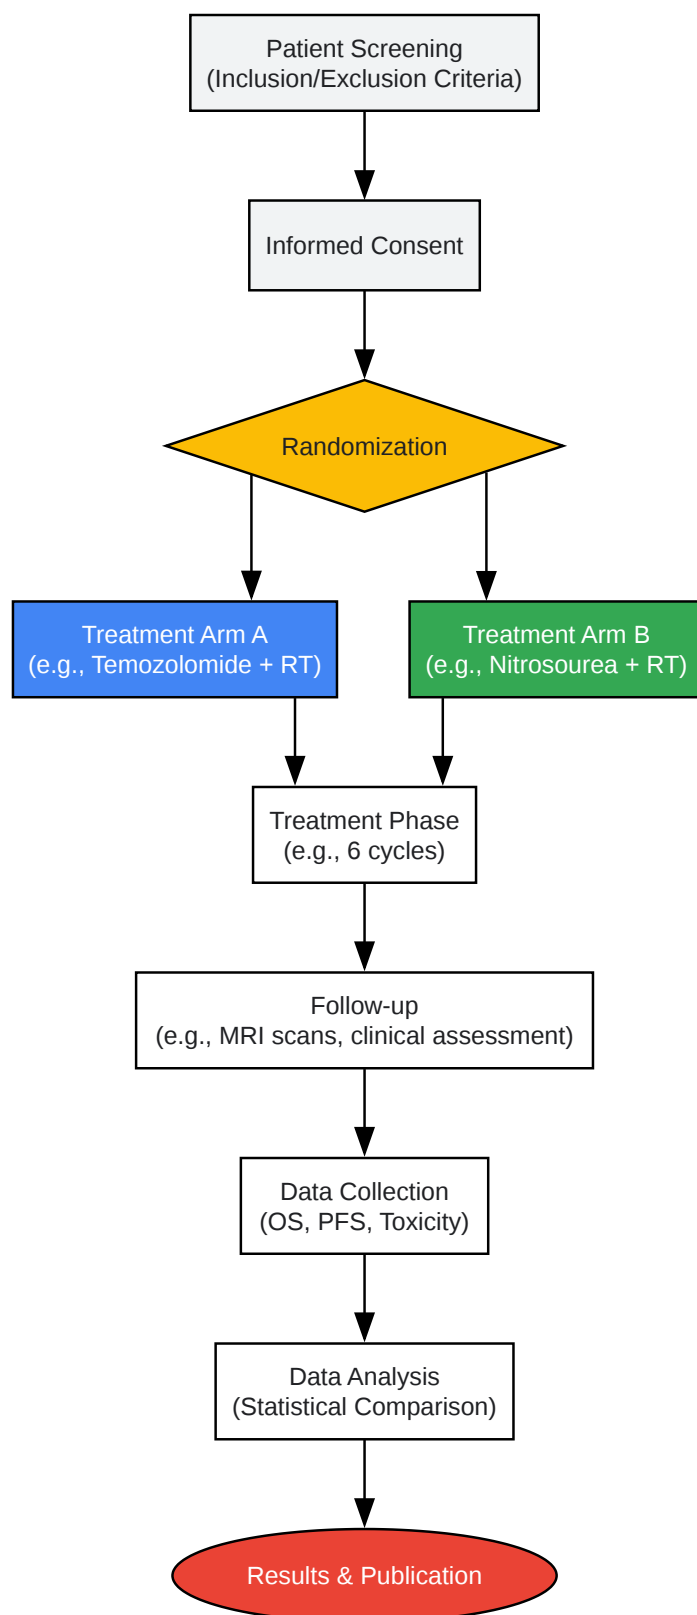 Patient Screening
(Inclusion/Exclusion Criteria)
Informed Consent
Randomization
Treatment Arm A
(e.g., Temozolomide + RT)
Treatment Arm B
(e.g., Nitrosourea + RT)
Treatment Phase
(e.g., 6 cycles)
Follow-up
(e.g., MRI scans, clinical assessment)
Data Collection
(OS, PFS, Toxicity)
Data Analysis
(Statistical Comparison)
Results & Publication